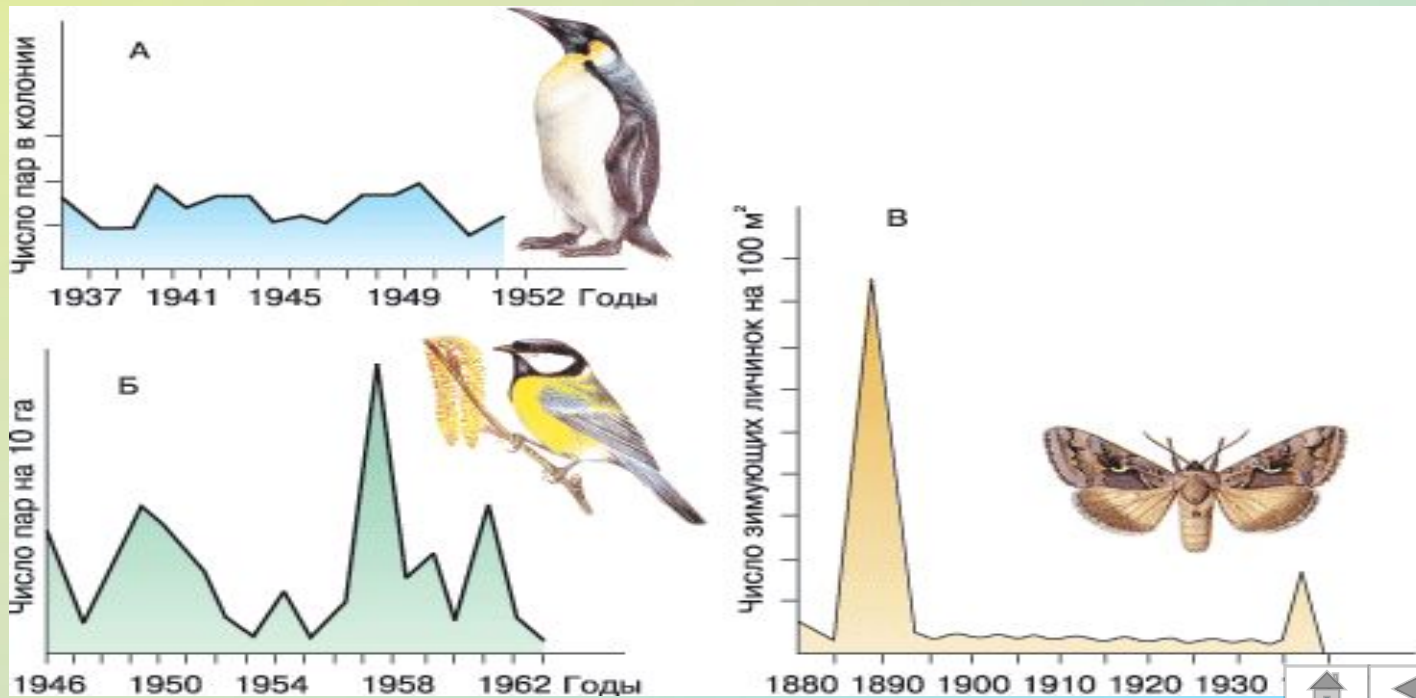 А
Число пар в колонии
1937 1941 1945 1949 1952 Годы
Б
Число пар на 10 га
1946 1950 1954 1958 1962 Годы
В
Число зимующих личинок на 100 м²
1880 1890 1900 1910 1920 1930